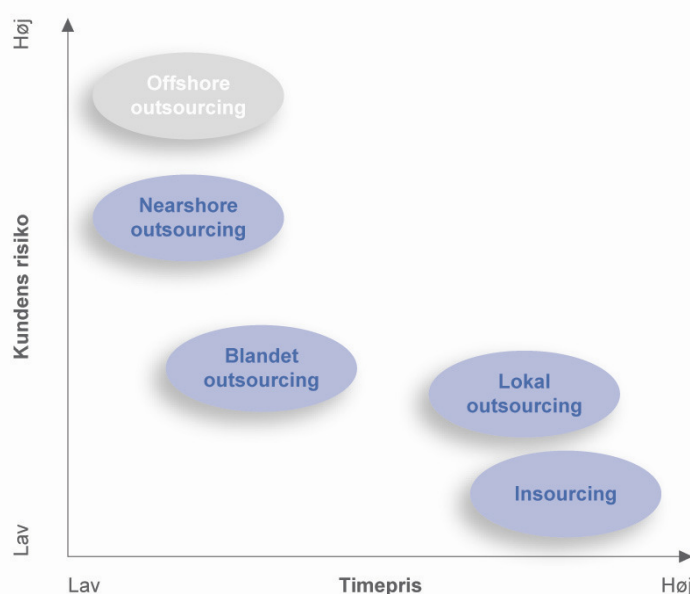 Høj
Offshore
outsourcing
Nearshore
outsourcing
Kundens risiko
Blandet
outsourcing
Lokal
outsourcing
Insourcing
Lav
Lav
Timepris
Høj